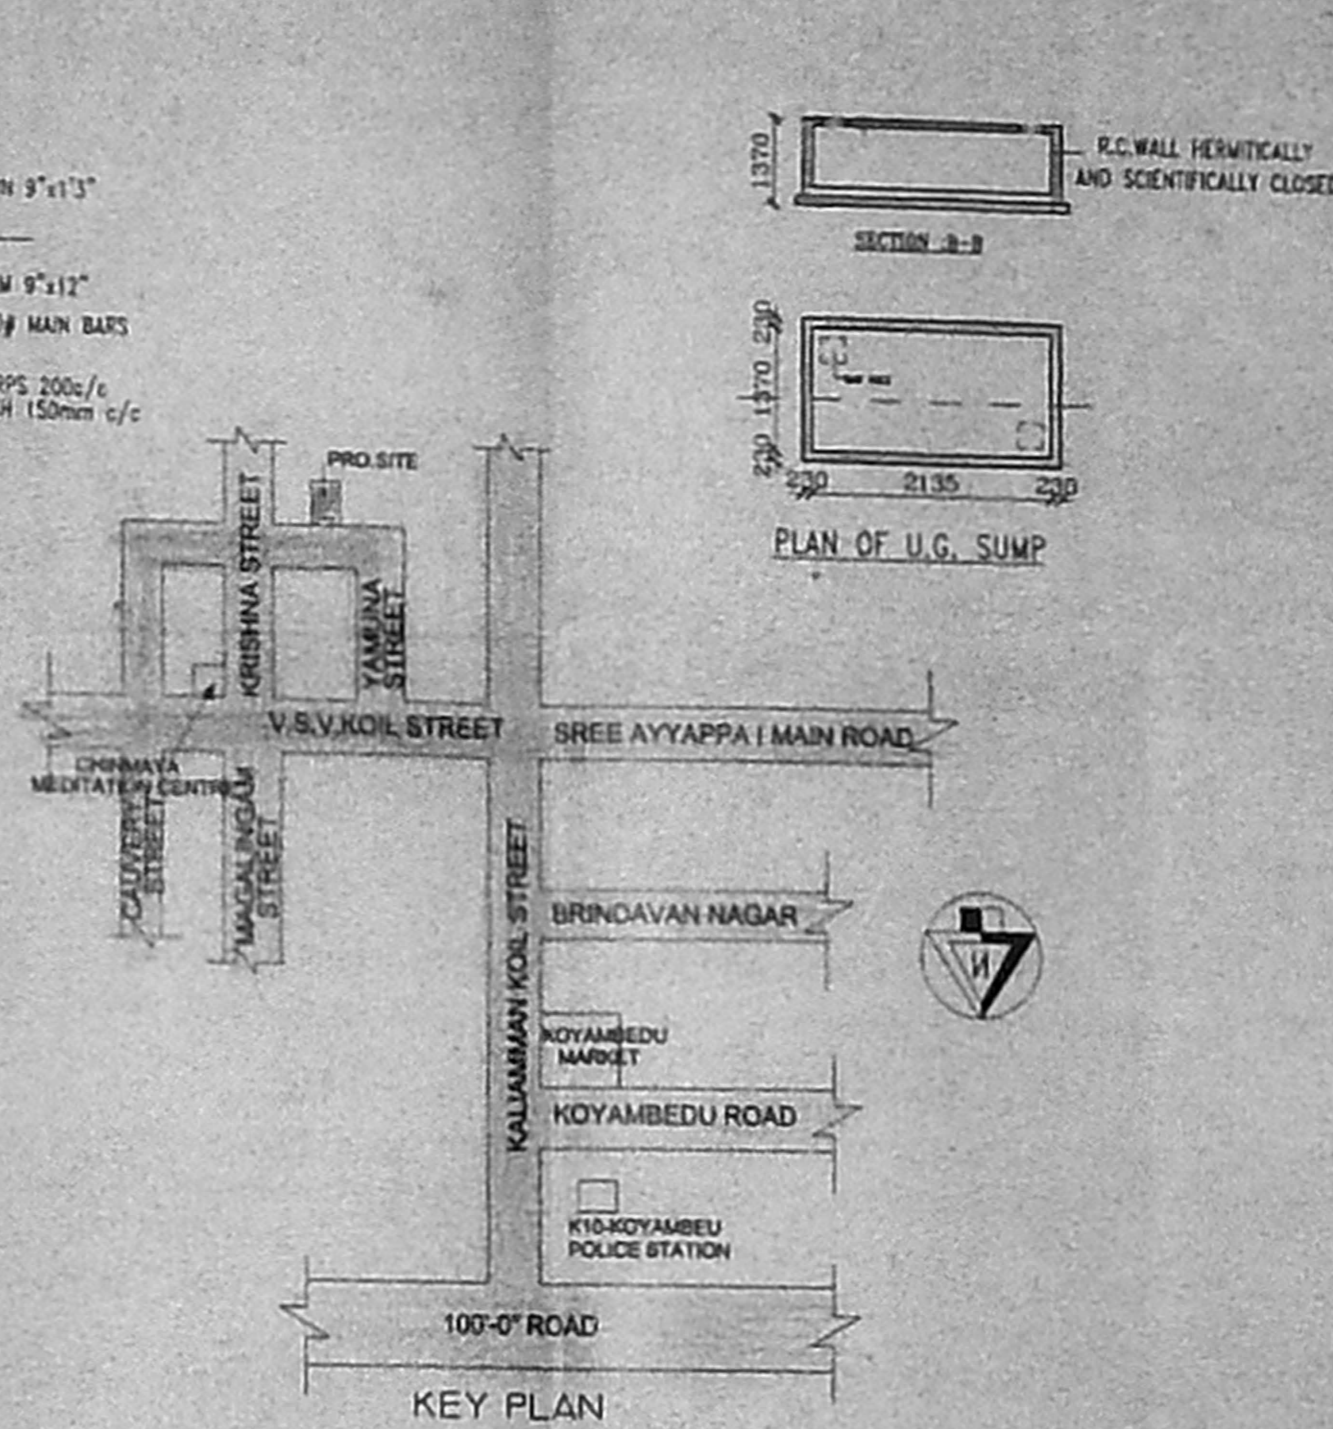 9"x1'3"
9"x12"
MAIN BARS
200c/c
150mm c/c
1370
R.C.WALL HERMITICALLY
AND SCIENTIFICALLY CLOSED
SECTION :B-B
230
1370
230
230 2135 230
PLAN OF U.G. SUMP
PRO.SITE
KRISHNA STREET
YAMUNA
STREET
V.S.V.KOIL STREET
SREE AYYAPPA I MAIN ROAD
CHINMAYA
MEDITATION CENTRE
CAUVERY
STREET
MAGALINGAM
STREET
KALIAMMAN KOIL STREET
BRINDAVAN NAGAR
N
KOYAMBEDU
MARKET
KOYAMBEDU ROAD
K10-KOYAMBEU
POLICE STATION
100'-0" ROAD
KEY PLAN